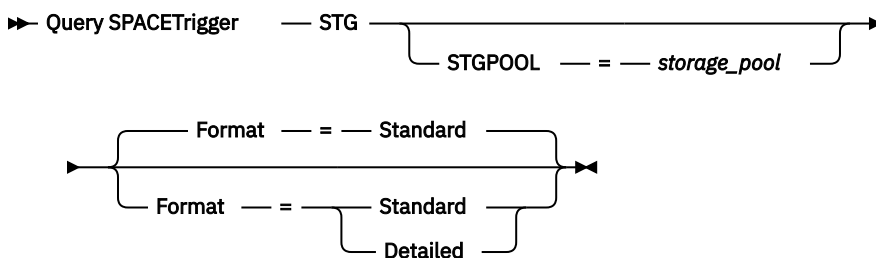 Query SPACETrigger STG
STGPOOL = storage_pool
Format = Standard
Format = Standard
Detailed